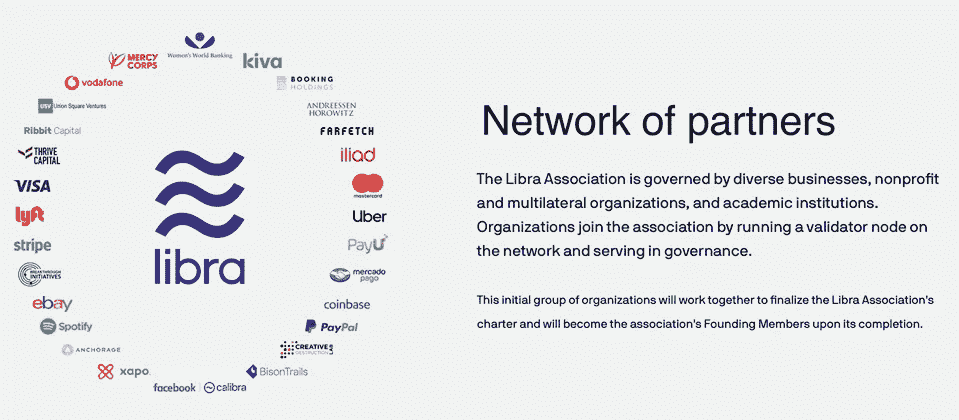 Women's World Banking
MERCY
CORPS
kiva
vodafone
BOOKING
HOLDINGS
USV Union Square Ventures
ANDREESSEN
HOROWITZ
Ribbit Capital
FARFETCH
THRIVE
CAPITAL
iliad
VISA
mastercard
lyft
Uber
stripe
PayU
BREAKTHROUGH
INITIATIVES
mercado
pago
ebay
coinbase
Spotify
PayPal
ANCHORAGE
CREATIVE
DESTRUCTION
LAB
xapo
BisonTrails
facebook
calibra
libra
Network of partners
The Libra Association is governed by diverse businesses, nonprofit
and multilateral organizations, and academic institutions.
Organizations join the association by running a validator node on
the network and serving in governance.
This initial group of organizations will work together to finalize the Libra Association's
charter and will become the association's Founding Members upon its completion.